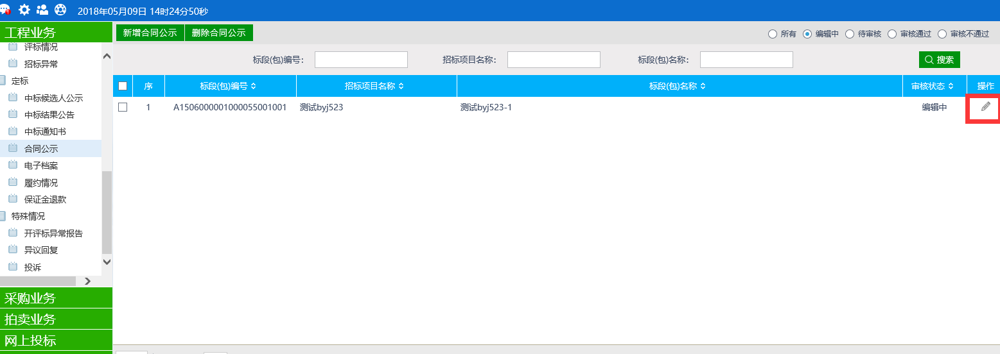 2018年05月09日 14时24分50秒
工程业务
评标情况
招标异常
定标
中标候选人公示
中标结果公告
中标通知书
合同公示
电子档案
履约情况
保证金退款
特殊情况
开评标异常报告
异议回复
投诉
采购业务
拍卖业务
网上投标
新增合同公示 删除合同公示 所有 编辑中 待审核 审核通过 审核不通过
标段(包)编号: 招标项目名称: 标段(包)名称: 搜索
序 标段(包)编号 招标项目名称 标段(包)名称 审核状态 操作
1 A1506000001000055001001 测试byj523 测试byj523-1 编辑中